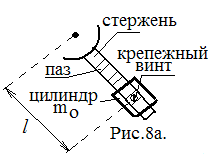 стержень
крепежный
паз
винт
цилиндр
m₀
l
Рис.8а.